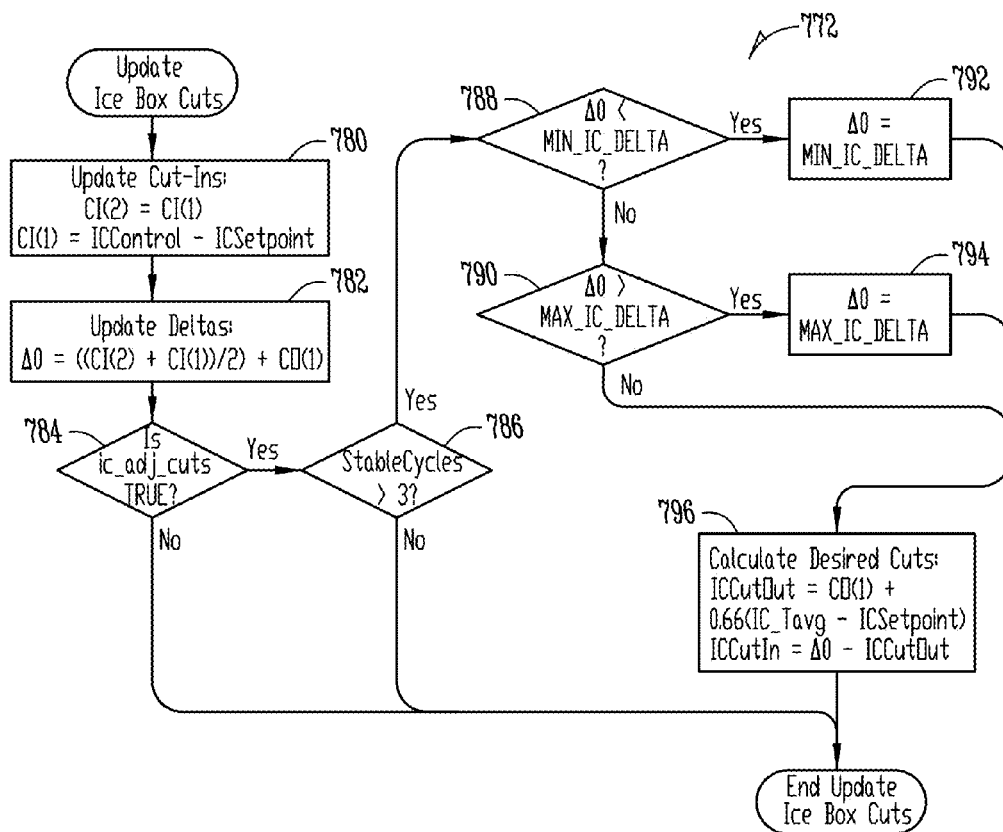 772
Update
Ice Box Cuts
780
Update Cut-Ins:
CI(2) = CI(1)
CI(1) = ICControl - ICSetpoint
782
Update Deltas:
Δ0 = ((CI(2) + CI(1))/2) + CO(1)
784
Is
ic_adj_cuts
TRUE?
Yes
No
786
StableCycles
> 3?
Yes
No
788
Δ0 <
MIN_IC_DELTA
?
Yes
No
792
Δ0 =
MIN_IC_DELTA
790
Δ0 >
MAX_IC_DELTA
?
Yes
No
794
Δ0 =
MAX_IC_DELTA
796
Calculate Desired Cuts:
ICCutOut = CO(1) +
0.66(IC_Tavg - ICSetpoint)
ICCutIn = Δ0 - ICCutOut
End Update
Ice Box Cuts